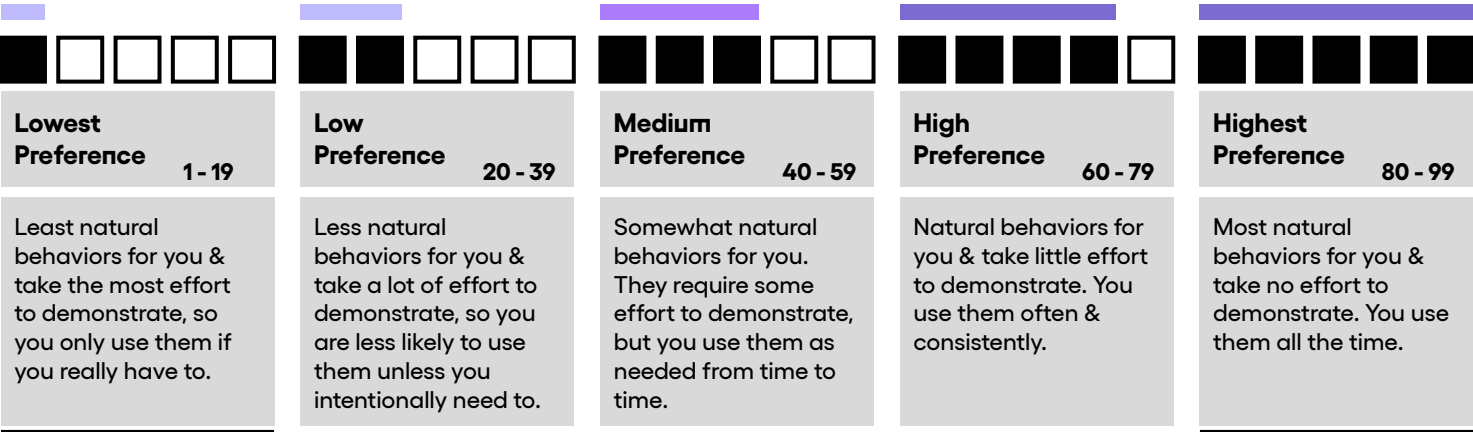 Lowest
Preference
1 - 19
Least natural
behaviors for you &
take the most effort
to demonstrate, so
you only use them if
you really have to.
Low
Preference
20 - 39
Less natural
behaviors for you &
take a lot of effort to
demonstrate, so you
are less likely to use
them unless you
intentionally need to.
Medium
Preference
40 - 59
Somewhat natural
behaviors for you.
They require some
effort to demonstrate,
but you use them as
needed from time to
time.
High
Preference
60 - 79
Natural behaviors for
you & take little effort
to demonstrate. You
use them often &
consistently.
Highest
Preference
80 - 99
Most natural
behaviors for you &
take no effort to
demonstrate. You use
them all the time.